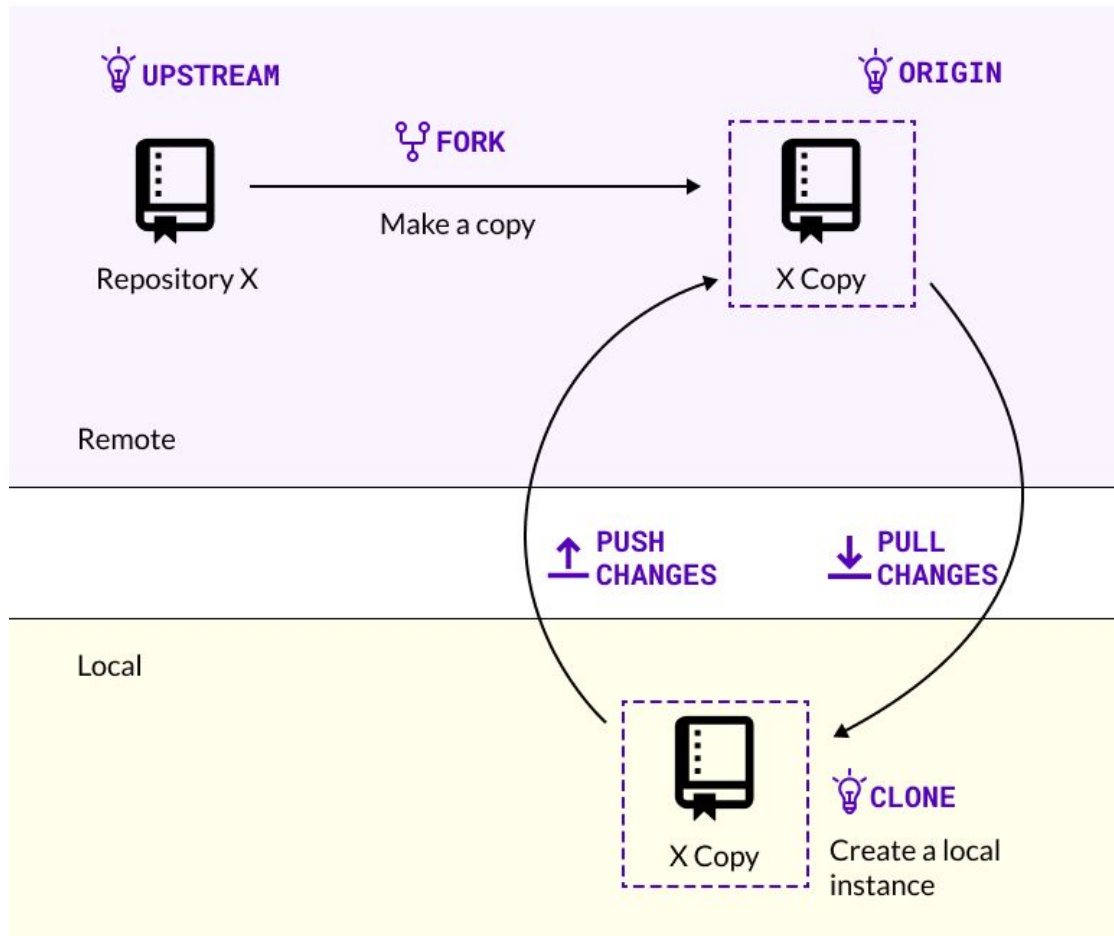 UPSTREAM
ORIGIN
FORK
Make a copy
Repository X
X Copy
Remote
PUSH
CHANGES
PULL
CHANGES
Local
X Copy
CLONE
Create a local
instance